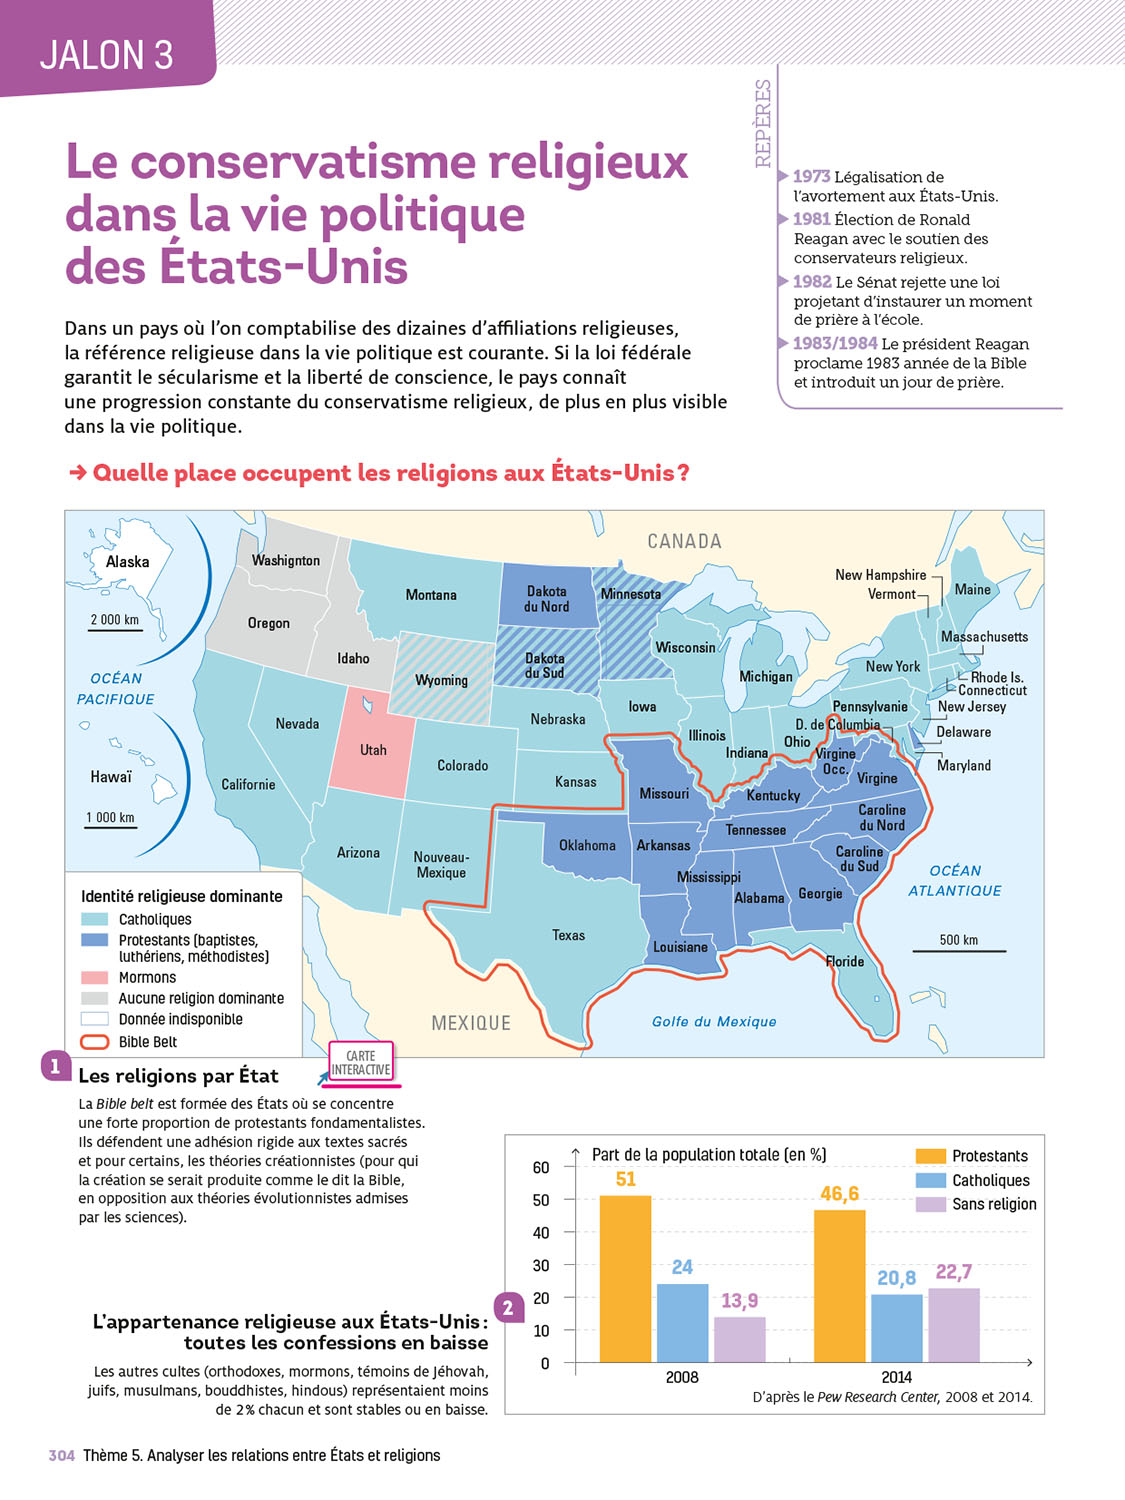 JALON 3
Le conservatisme religieux
dans la vie politique
des États-Unis
Dans un pays où l'on comptabilise des dizaines d'affiliations religieuses,
la référence religieuse dans la vie politique est courante. Si la loi fédérale
garantit le sécularisme et la liberté de conscience, le pays connaît
une progression constante du conservatisme religieux, de plus en plus visible
dans la vie politique.
REPÈRES
1973 Légalisation de
l'avortement aux États-Unis.
1981 Élection de Ronald
Reagan avec le soutien des
conservateurs religieux.
1982 Le Sénat rejette une loi
projetant d'instaurer un moment
de prière à l'école.
1983/1984 Le président Reagan
proclame 1983 année de la Bible
et introduit un jour de prière.
→ Quelle place occupent les religions aux États-Unis ?
CANADA
Alaska
2 000 km
OCÉAN
PACIFIQUE
Hawaï
1 000 km
Washignton
Oregon
Idaho
Montana
Wyoming
Dakota
du Nord
Dakota
du Sud
Minnesota
Wisconsin
Michigan
New Hampshire
Vermont
Maine
Massachusetts
New York
Rhode Is.
Connecticut
Pennsylvanie
New Jersey
D. de Columbia
Delaware
Maryland
Nevada
Utah
Californie
Colorado
Nebraska
Kansas
Iowa
Illinois
Indiana
Ohio
Virgine
Occ.
Virgine
Missouri
Kentucky
Caroline
du Nord
Tennessee
Caroline
du Sud
Arizona
Nouveau-
Mexique
Oklahoma
Arkansas
Mississippi
Alabama
Georgie
Texas
Louisiane
Floride
OCÉAN
ATLANTIQUE
500 km
MEXIQUE
Golfe du Mexique
Identité religieuse dominante
Catholiques
Protestants (baptistes,
luthériens, méthodistes)
Mormons
Aucune religion dominante
Donnée indisponible
Bible Belt
CARTE
INTERACTIVE
1
Les religions par État
La Bible belt est formée des États où se concentre
une forte proportion de protestants fondamentalistes.
Ils défendent une adhésion rigide aux textes sacrés
et pour certains, les théories créationnistes (pour qui
la création se serait produite comme le dit la Bible,
en opposition aux théories évolutionnistes admises
par les sciences).
2
L'appartenance religieuse aux États-Unis :
toutes les confessions en baisse
Les autres cultes (orthodoxes, mormons, témoins de Jéhovah,
juifs, musulmans, bouddhistes, hindous) représentaient moins
de 2 % chacun et sont stables ou en baisse.
Part de la population totale (en %)
Protestants
Catholiques
Sans religion
60
50
40
30
20
10
0
51
24
13,9
46,6
20,8
22,7
2008
2014
D'après le Pew Research Center, 2008 et 2014.
304 Thème 5. Analyser les relations entre États et religions